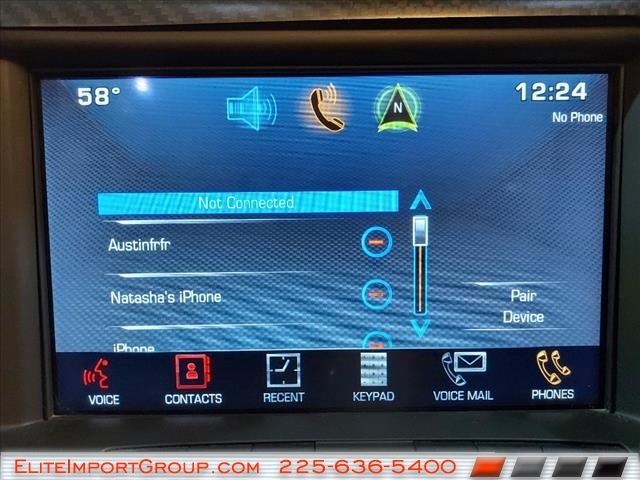 58°
12:24
No Phone
N
Not Connected
Austinfrfr
Natasha's iPhone
iPhone
Pair
Device
VOICE
CONTACTS
RECENT
KEYPAD
VOICE MAIL
PHONES
EliteImportGroup.com 225-636-5400